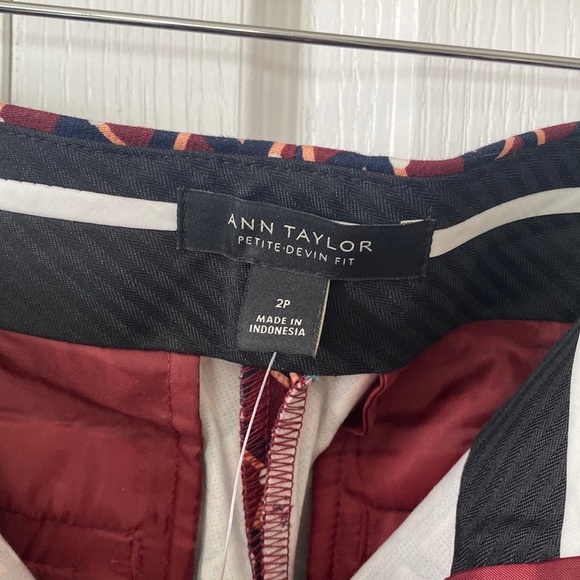 ANN TAYLOR
PETITE·DEVIN FIT
2P
MADE IN
INDONESIA